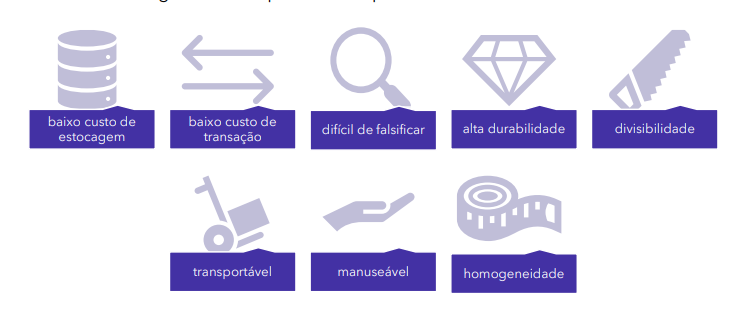 baixo custo de
estocagem
baixo custo de
transação
difícil de falsificar
alta durabilidade
divisibilidade
transportável
manuseável
homogeneidade